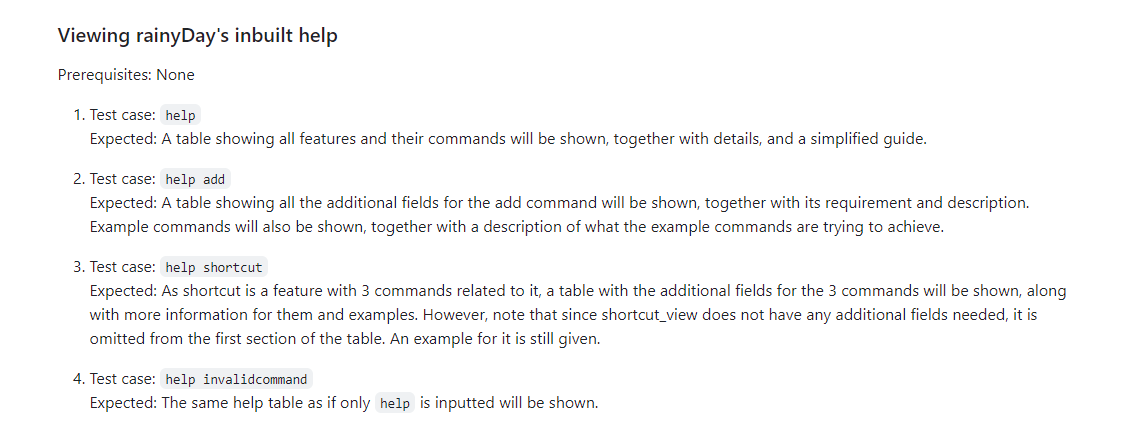 Viewing rainyDay's inbuilt help
Prerequisites: None
1. Test case: help
Expected: A table showing all features and their commands will be shown, together with details, and a simplified guide.
2. Test case: help add
Expected: A table showing all the additional fields for the add command will be shown, together with its requirement and description.
Example commands will also be shown, together with a description of what the example commands are trying to achieve.
3. Test case: help shortcut
Expected: As shortcut is a feature with 3 commands related to it, a table with the additional fields for the 3 commands will be shown, along
with more information for them and examples. However, note that since shortcut_view does not have any additional fields needed, it is
omitted from the first section of the table. An example for it is still given.
4. Test case: help invalidcommand
Expected: The same help table as if only help is inputted will be shown.